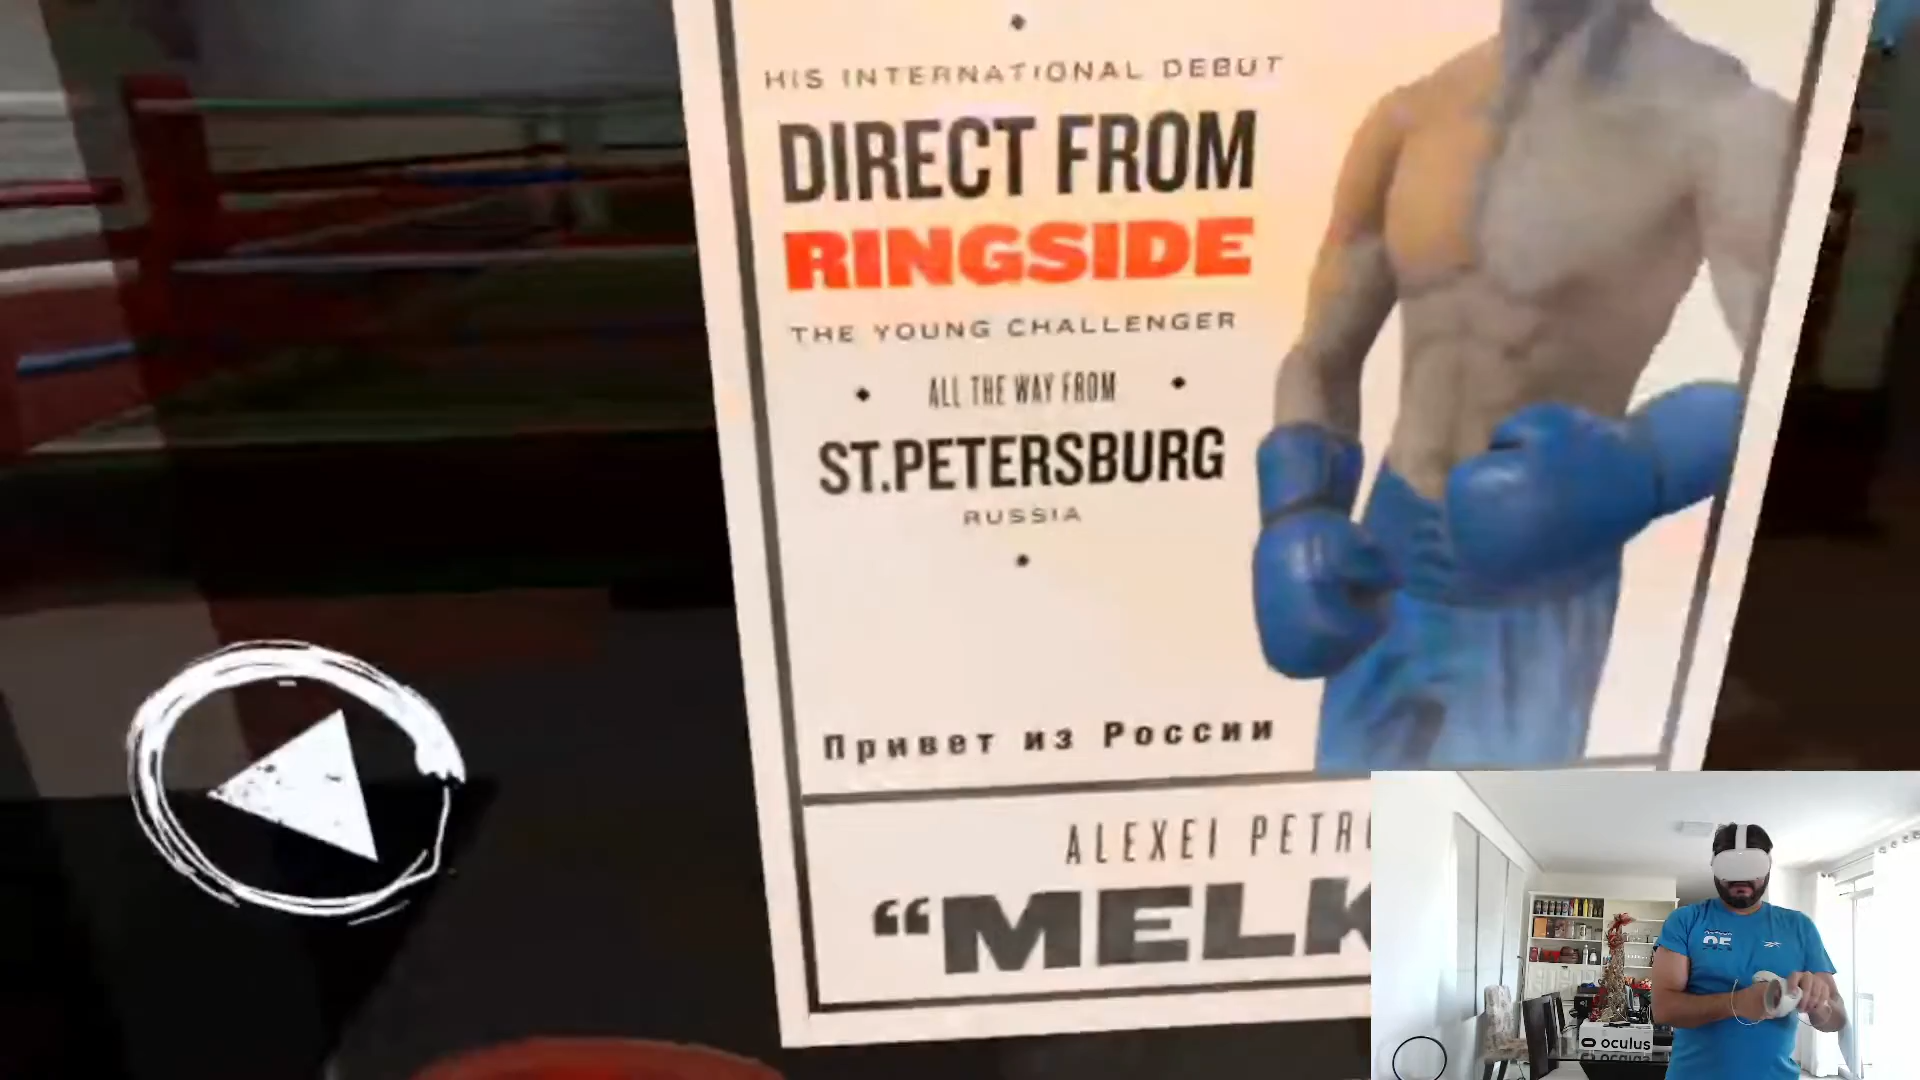 HIS INTERNATIONAL DEBUT
DIRECT FROM
RINGSIDE
THE YOUNG CHALLENGER
ALL THE WAY FROM
ST.PETERSBURG
RUSSIA
Привет из России
ALEXEI
oculus